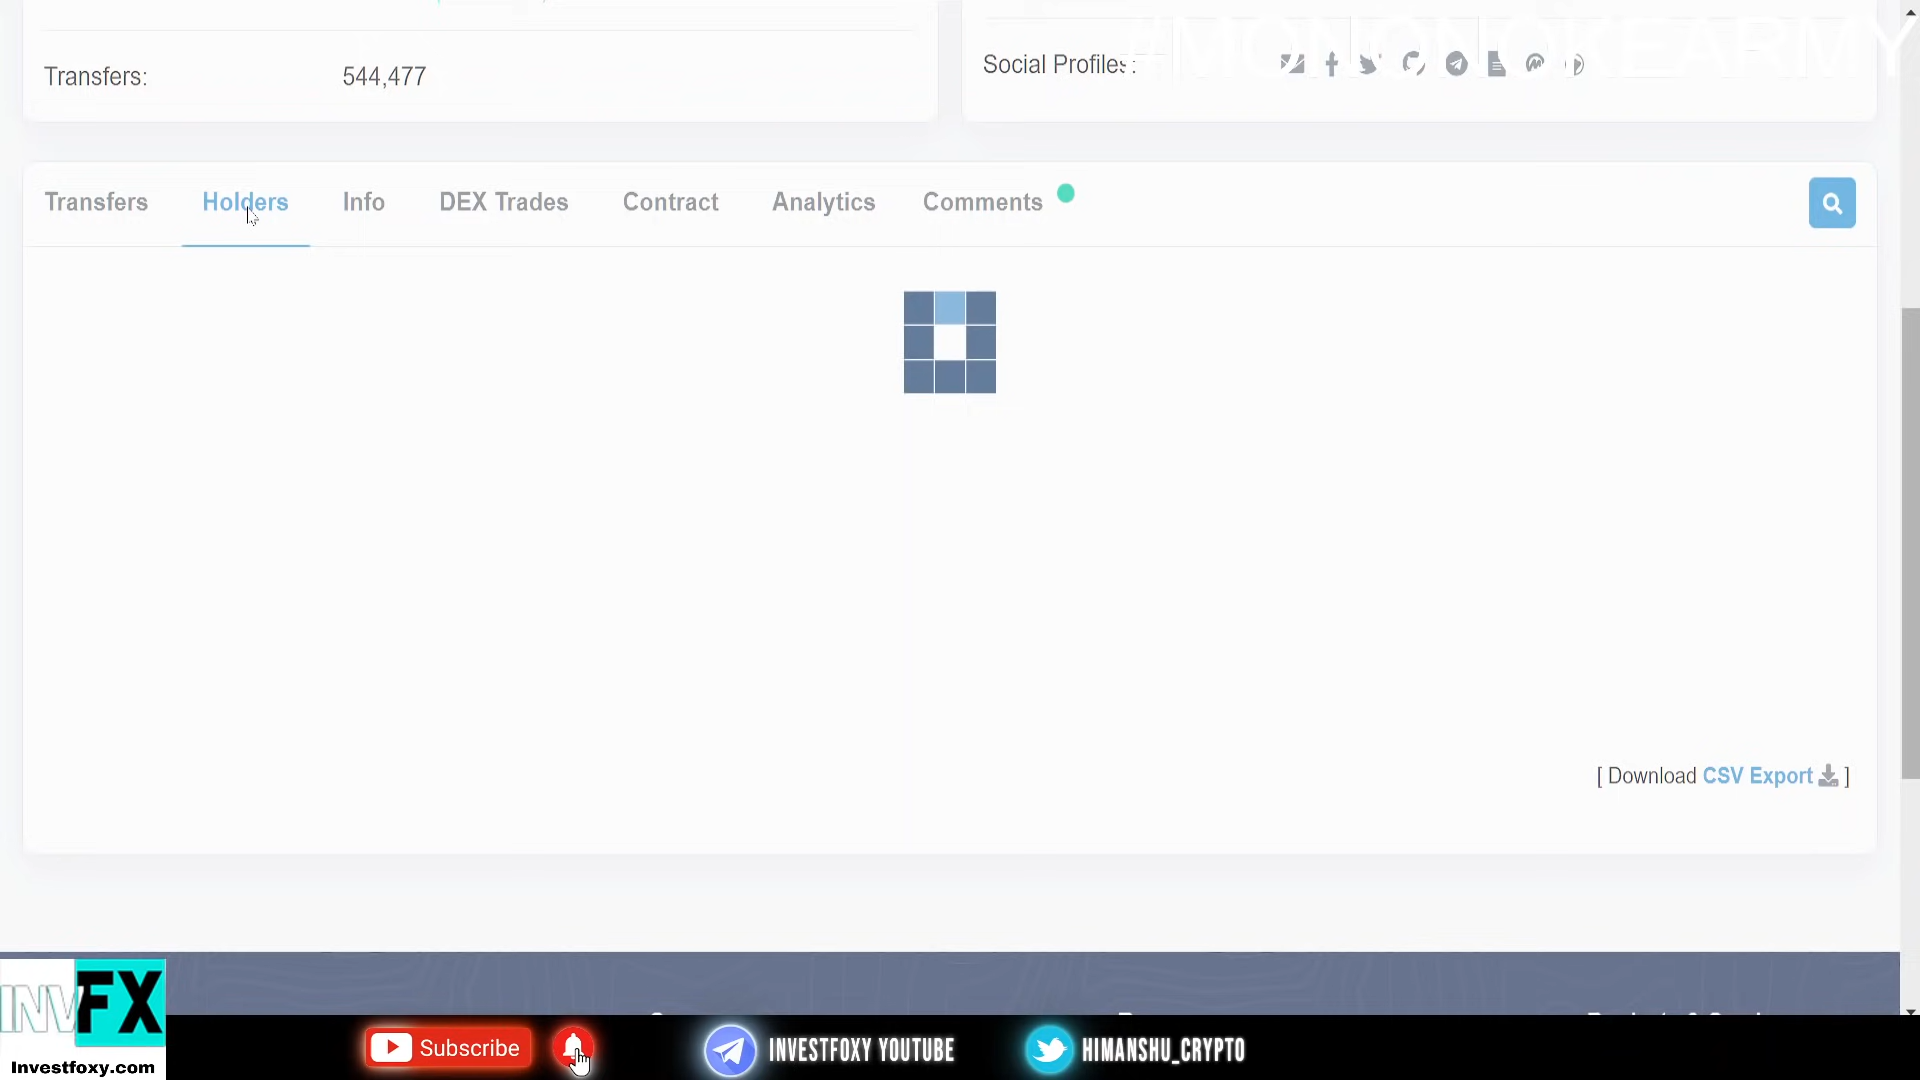 #MONONOKEARMY
Transfers: 544,477
Social Profiles:
Transfers Holders Info DEX Trades Contract Analytics Comments
[ Download CSV Export ]
INVFX
Investfoxy.com
Subscribe
INVESTFOXY YOUTUBE
HIMANSHU_CRYPTO